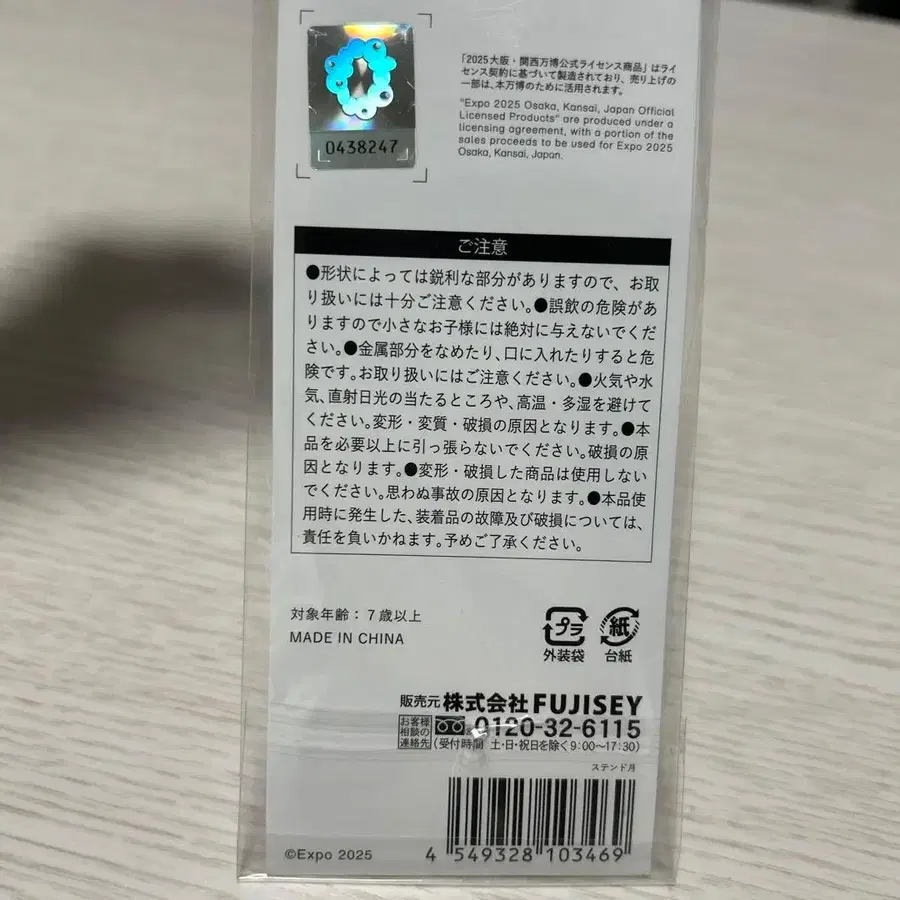 0438247
「2025大阪・関西万博公式ライセンス商品」はライ
センス契約に基づいて製造されており、売り上げの
一部は、本万博のために活用されます。
"Expo 2025 Osaka, Kansai, Japan Official
Licensed Products" are produced under a
licensing agreement, with a portion of the
sales proceeds to be used for Expo 2025
Osaka, Kansai, Japan.
ご注意
●形状によっては鋭利な部分がありますので、お取
り扱いには十分ご注意ください。●誤飲の危険があ
りますので小さなお子様には絶対に与えないでくだ
さい。●金属部分をなめたり、口に入れたりすると危
険です。お取り扱いにはご注意ください。●火気や水
気、直射日光の当たるところや、高温・多湿を避けて
ください。変形・変質・破損の原因となります。●本
品を必要以上に引っ張らないでください。破損の原
因となります。●変形・破損した商品は使用しない
でください。思わぬ事故の原因となります。●本品使
用時に発生した、装着品の故障及び破損については、
責任を負いかねます。予めご了承ください。
対象年齢：7歳以上
MADE IN CHINA
プラ
外装袋
紙
台紙
販売元 株式会社FUJISEY
お客様相談の連絡先 0120-32-6115
(受付時間 土・日・祝日を除く9:00〜17:30)
ステンド月
©Expo 2025
4 549328 103469